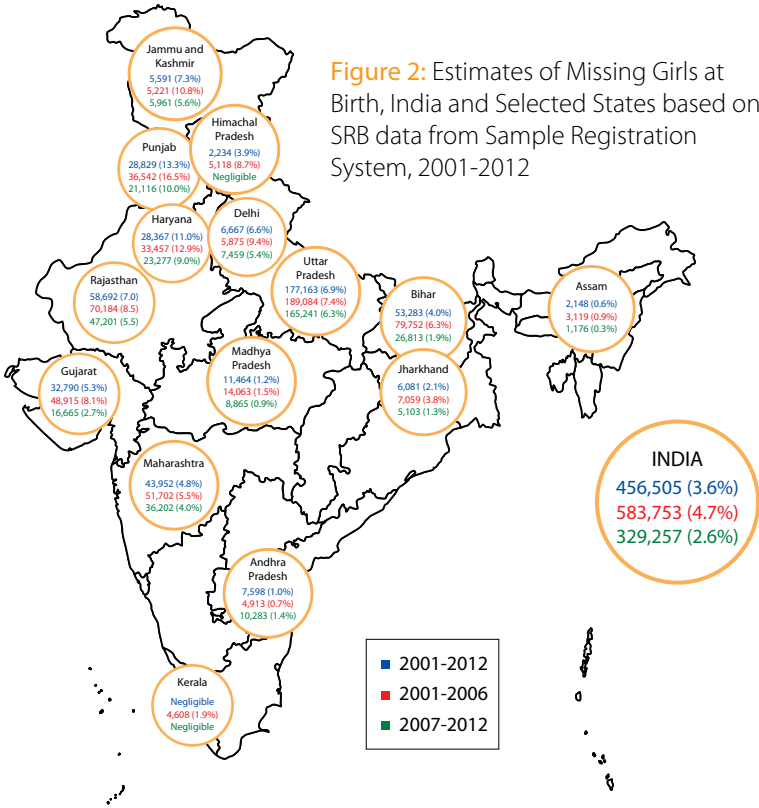 Figure 2: Estimates of Missing Girls at
Birth, India and Selected States based on
SRB data from Sample Registration
System, 2001-2012
Jammu and
Kashmir
5,591 (7.3%)
5,221 (10.8%)
5,961 (5.6%)
Himachal
Pradesh
2,234 (3.9%)
5,118 (8.7%)
Negligible
Punjab
28,829 (13.3%)
36,542 (16.5%)
21,116 (10.0%)
Haryana
28,367 (11.0%)
33,457 (12.9%)
23,277 (9.0%)
Delhi
6,667 (6.6%)
5,875 (9.4%)
7,459 (5.4%)
Uttar
Pradesh
177,163 (6.9%)
189,084 (7.4%)
165,241 (6.3%)
Rajasthan
58,692 (7.0)
70,184 (8.5)
47,201 (5.5)
Bihar
53,283 (4.0%)
79,752 (6.3%)
26,813 (1.9%)
Assam
2,148 (0.6%)
3,119 (0.9%)
1,176 (0.3%)
Gujarat
32,790 (5.3%)
48,915 (8.1%)
16,665 (2.7%)
Madhya
Pradesh
11,464 (1.2%)
14,063 (1.5%)
8,865 (0.9%)
Jharkhand
6,081 (2.1%)
7,059 (3.8%)
5,103 (1.3%)
Maharashtra
43,952 (4.8%)
51,702 (5.5%)
36,202 (4.0%)
INDIA
456,505 (3.6%)
583,753 (4.7%)
329,257 (2.6%)
Andhra
Pradesh
7,598 (1.0%)
4,913 (0.7%)
10,283 (1.4%)
Kerala
Negligible
4,608 (1.9%)
Negligible
2001-2012
2001-2006
2007-2012